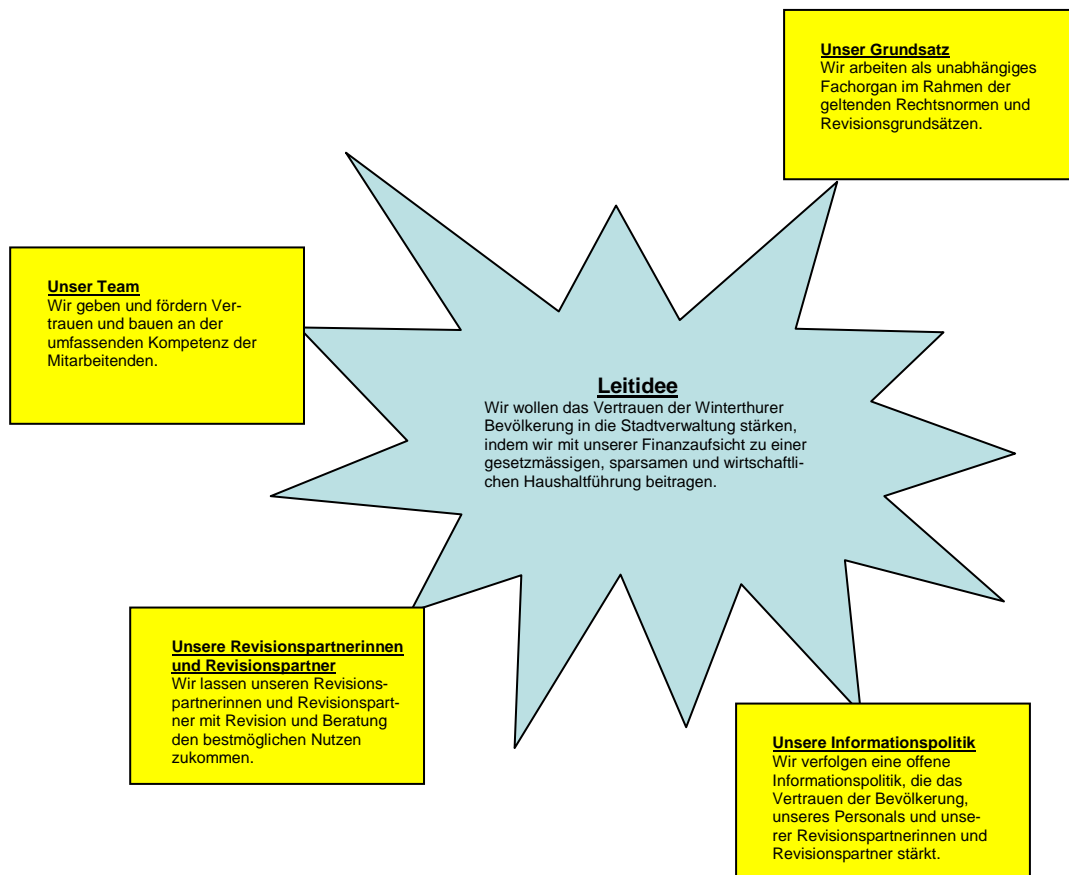 Unser Grundsatz
Wir arbeiten als unabhängiges
Fachorgan im Rahmen der
geltenden Rechtsnormen und
Revisionsgrundsätzen.
Unser Team
Wir geben und fördern Ver-
trauen und bauen an der
umfassenden Kompetenz der
Mitarbeitenden.
Leitidee
Wir wollen das Vertrauen der Winterthurer
Bevölkerung in die Stadtverwaltung stärken,
indem wir mit unserer Finanzaufsicht zu einer
gesetzmässigen, sparsamen und wirtschaftli-
chen Haushaltführung beitragen.
Unsere Revisionspartnerinnen
und Revisionspartner
Wir lassen unseren Revisions-
partnerinnen und Revisionspart-
ner mit Revision und Beratung
den bestmöglichen Nutzen
zukommen.
Unsere Informationspolitik
Wir verfolgen eine offene
Informationspolitik, die das
Vertrauen der Bevölkerung,
unseres Personals und unse-
rer Revisionspartnerinnen und
Revisionspartner stärkt.